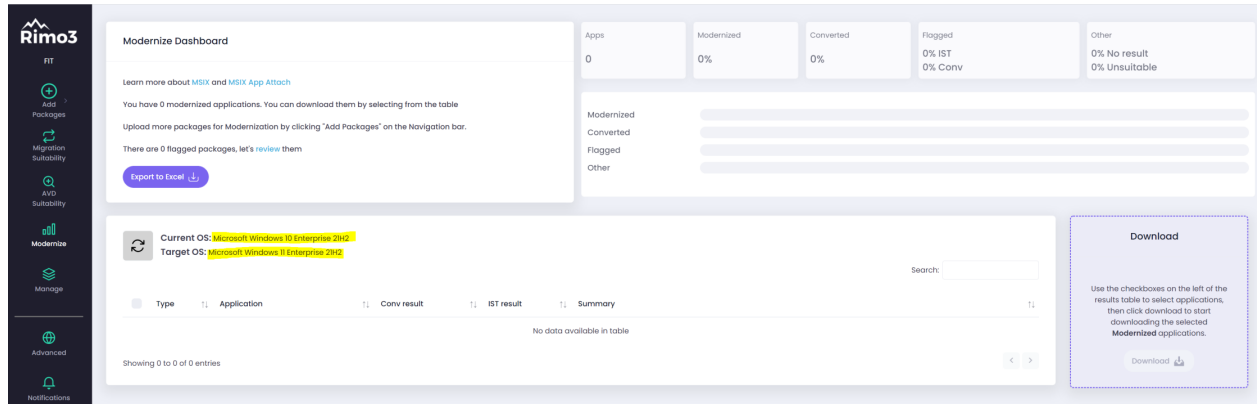 Rimo3
FIT
Add
Packages
Migration
Suitability
AVD
Suitability
Modernize
Manage
Advanced
Notifications
Modernize Dashboard
Learn more about MSIX and MSIX App Attach
You have 0 modernized applications. You can download them by selecting from the table
Upload more packages for Modernization by clicking "Add Packages" on the Navigation bar.
There are 0 flagged packages, let's review them
Export to Excel
Apps
0
Modernized
0%
Converted
0%
Flagged
0% IST
0% Conv
Other
0% No result
0% Unsuitable
Modernized
Converted
Flagged
Other
Current OS: Microsoft Windows 10 Enterprise 21H2
Target OS: Microsoft Windows 11 Enterprise 21H2
Search:
Type Application Conv result IST result Summary
No data available in table
Showing 0 to 0 of 0 entries
Download
Use the checkboxes on the left of the
results table to select applications,
then click download to start
downloading the selected
Modernized applications.
Download